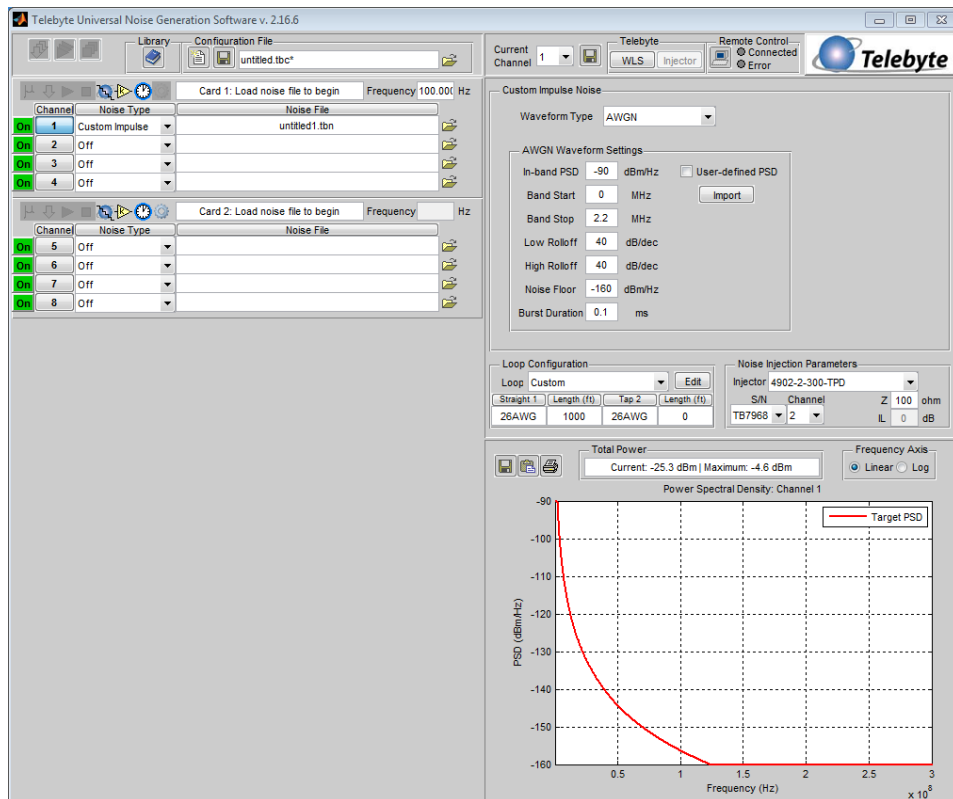 Telebyte Universal Noise Generation Software v. 2.16.6
Library Configuration File
untitled.tbc*
Card 1: Load noise file to begin Frequency 100.000 Hz
Channel Noise Type Noise File
On 1 Custom Impulse untitled1.tbn
On 2 Off
On 3 Off
On 4 Off
Card 2: Load noise file to begin Frequency Hz
Channel Noise Type Noise File
On 5 Off
On 6 Off
On 7 Off
On 8 Off
Current Channel 1
Telebyte
WLS Injector
Remote Control
Connected
Error
Telebyte
Custom Impulse Noise
Waveform Type AWGN
AWGN Waveform Settings
In-band PSD -90 dBm/Hz User-defined PSD
Band Start 0 MHz Import
Band Stop 2.2 MHz
Low Rolloff 40 dB/dec
High Rolloff 40 dB/dec
Noise Floor -160 dBm/Hz
Burst Duration 0.1 ms
Loop Configuration
Loop Custom Edit
Straight 1 Length (ft) Tap 2 Length (ft)
26AWG 1000 26AWG 0
Noise Injection Parameters
Injector 4902-2-300-TPD
S/N Channel Z 100 ohm
TB7968 2 IL 0 dB
Total Power
Current: -25.3 dBm | Maximum: -4.6 dBm
Frequency Axis
Linear Log
Power Spectral Density: Channel 1
Target PSD
PSD (dBm/Hz)
-90
-100
-110
-120
-130
-140
-150
-160
0.5 1 1.5 2 2.5 3
Frequency (Hz)
x 10^8